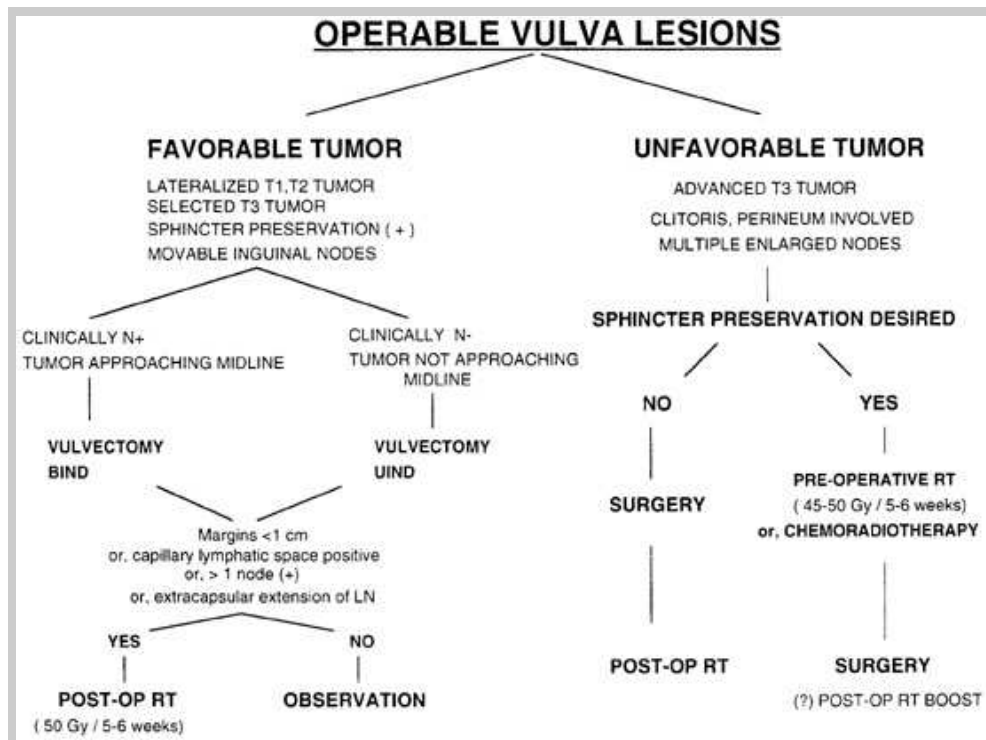 OPERABLE VULVA LESIONS
FAVORABLE TUMOR
LATERALIZED T1,T2 TUMOR
SELECTED T3 TUMOR
SPHINCTER PRESERVATION ( + )
MOVABLE INGUINAL NODES
CLINICALLY N+
TUMOR APPROACHING MIDLINE
VULVECTOMY
BIND
CLINICALLY N-
TUMOR NOT APPROACHING
MIDLINE
VULVECTOMY
UIND
Margins <1 cm
or, capillary lymphatic space positive
or, > 1 node (+)
or, extracapsular extension of LN
YES
POST-OP RT
( 50 Gy / 5-6 weeks)
NO
OBSERVATION
UNFAVORABLE TUMOR
ADVANCED T3 TUMOR
CLITORIS, PERINEUM INVOLVED
MULTIPLE ENLARGED NODES
SPHINCTER PRESERVATION DESIRED
NO
SURGERY
POST-OP RT
YES
PRE-OPERATIVE RT
( 45-50 Gy / 5-6 weeks)
or, CHEMORADIOTHERAPY
SURGERY
(?) POST-OP RT BOOST